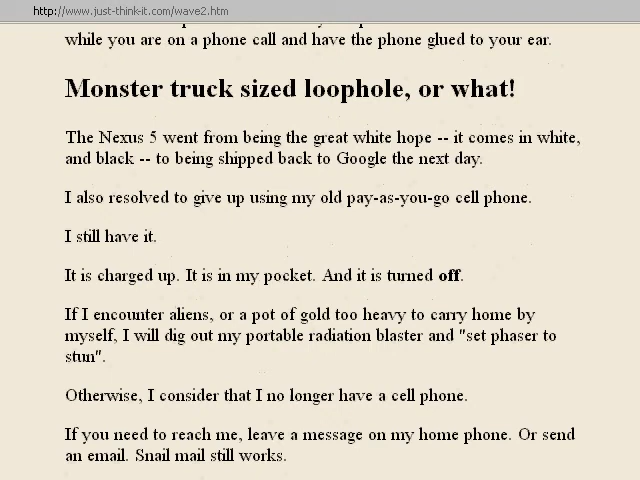 http://www.just-think-it.com/wave2.htm
while you are on a phone call and have the phone glued to your ear.
Monster truck sized loophole, or what!
The Nexus 5 went from being the great white hope -- it comes in white,
and black -- to being shipped back to Google the next day.
I also resolved to give up using my old pay-as-you-go cell phone.
I still have it.
It is charged up. It is in my pocket. And it is turned off.
If I encounter aliens, or a pot of gold too heavy to carry home by
myself, I will dig out my portable radiation blaster and "set phaser to
stun".
Otherwise, I consider that I no longer have a cell phone.
If you need to reach me, leave a message on my home phone. Or send
an email. Snail mail still works.